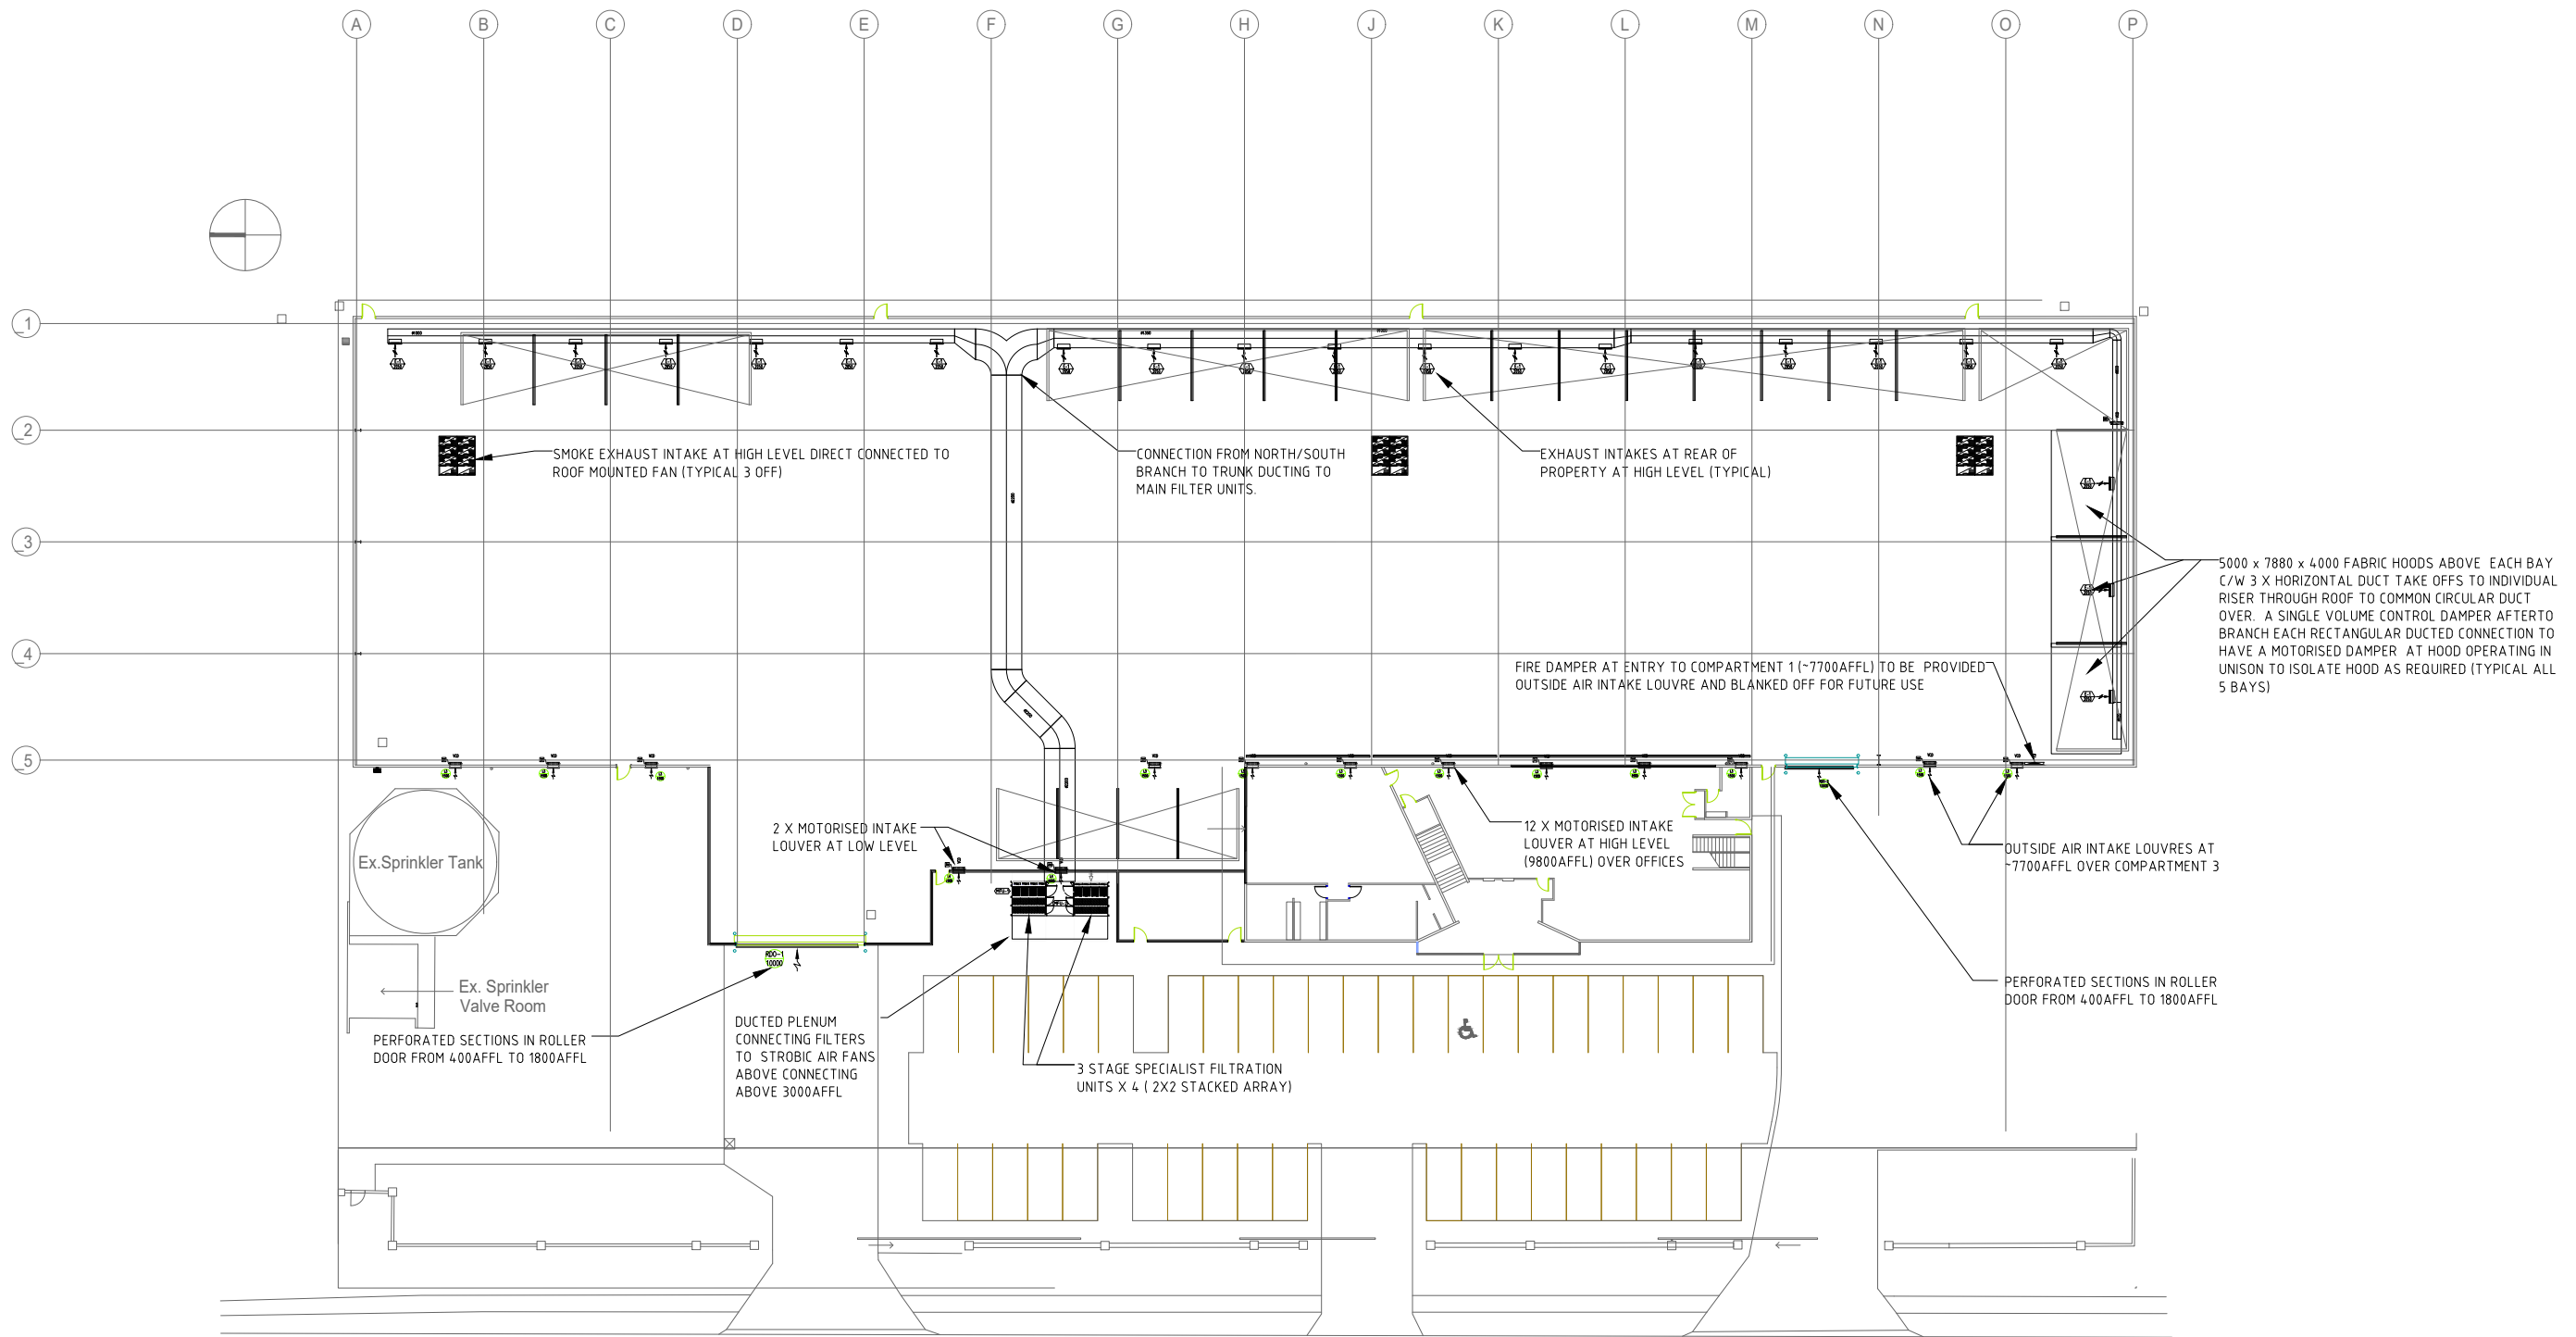 A B C D E F G H J K L M N O P
1
2
3
4
5
SMOKE EXHAUST INTAKE AT HIGH LEVEL DIRECT CONNECTED TO
ROOF MOUNTED FAN (TYPICAL 3 OFF)
CONNECTION FROM NORTH/SOUTH
BRANCH TO TRUNK DUCTING TO
MAIN FILTER UNITS.
EXHAUST INTAKES AT REAR OF
PROPERTY AT HIGH LEVEL (TYPICAL)
5000 x 7880 x 4000 FABRIC HOODS ABOVE EACH BAY
C/W 3 X HORIZONTAL DUCT TAKE OFFS TO INDIVIDUAL
RISER THROUGH ROOF TO COMMON CIRCULAR DUCT
OVER. A SINGLE VOLUME CONTROL DAMPER AFTERTO
BRANCH EACH RECTANGULAR DUCTED CONNECTION TO
HAVE A MOTORISED DAMPER AT HOOD OPERATING IN
UNISON TO ISOLATE HOOD AS REQUIRED (TYPICAL ALL
5 BAYS)
FIRE DAMPER AT ENTRY TO COMPARTMENT 1 (~7700AFFL) TO BE PROVIDED
OUTSIDE AIR INTAKE LOUVRE AND BLANKED OFF FOR FUTURE USE
2 X MOTORISED INTAKE
LOUVER AT LOW LEVEL
12 X MOTORISED INTAKE
LOUVER AT HIGH LEVEL
(9800AFFL) OVER OFFICES
OUTSIDE AIR INTAKE LOUVRES AT
~7700AFFL OVER COMPARTMENT 3
Ex.Sprinkler Tank
RDO-1
10000
Ex. Sprinkler
Valve Room
PERFORATED SECTIONS IN ROLLER
DOOR FROM 400AFFL TO 1800AFFL
PERFORATED SECTIONS IN ROLLER
DOOR FROM 400AFFL TO 1800AFFL
DUCTED PLENUM
CONNECTING FILTERS
TO STROBIC AIR FANS
ABOVE CONNECTING
ABOVE 3000AFFL
3 STAGE SPECIALIST FILTRATION
UNITS X 4 ( 2X2 STACKED ARRAY)